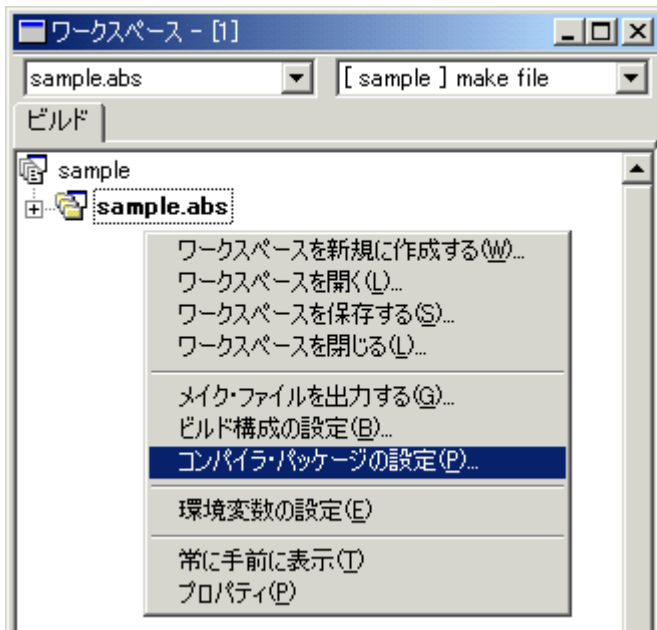 ワークスペース - [1]
sample.abs [ sample ] make file
ビルド
sample
sample.abs
ワークスペースを新規に作成する(W)...
ワークスペースを開く(L)...
ワークスペースを保存する(S)...
ワークスペースを閉じる(L)...
メイク・ファイルを出力する(G)...
ビルド構成の設定(B)...
コンパイラ・パッケージの設定(P)...
環境変数の設定(E)
常に手前に表示(T)
プロパティ(P)